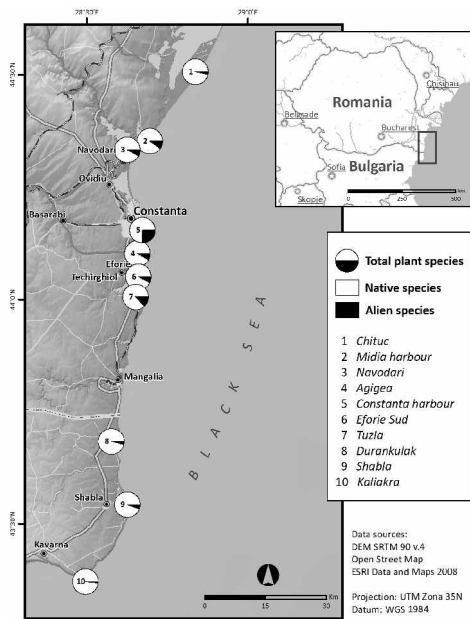 28°30'E
29°0'E
44°30'N
44°0'N
43°30'N
1
2
3
Navodari
Ovidiu
Basarabi
Constanta
5
4
Eforie
6
Techirghiol
7
Mangalia
8
Shabla
9
Kavarna
10
BLACK SEA
0 15 30
Km
Romania
Chisinau
Belgrade
Bucharest
Sofia
Bulgaria
Skopje
0 250 500
km
Total plant species
Native species
Alien species
1 Chituc
2 Midia harbour
3 Navodari
4 Agigea
5 Constanta harbour
6 Eforie Sud
7 Tuzla
8 Durankulak
9 Shabla
10 Kaliakra
Data sources:
DEM SRTM 90 v.4
Open Street Map
ESRI Data and Maps 2008
Projection: UTM Zona 35N
Datum: WGS 1984